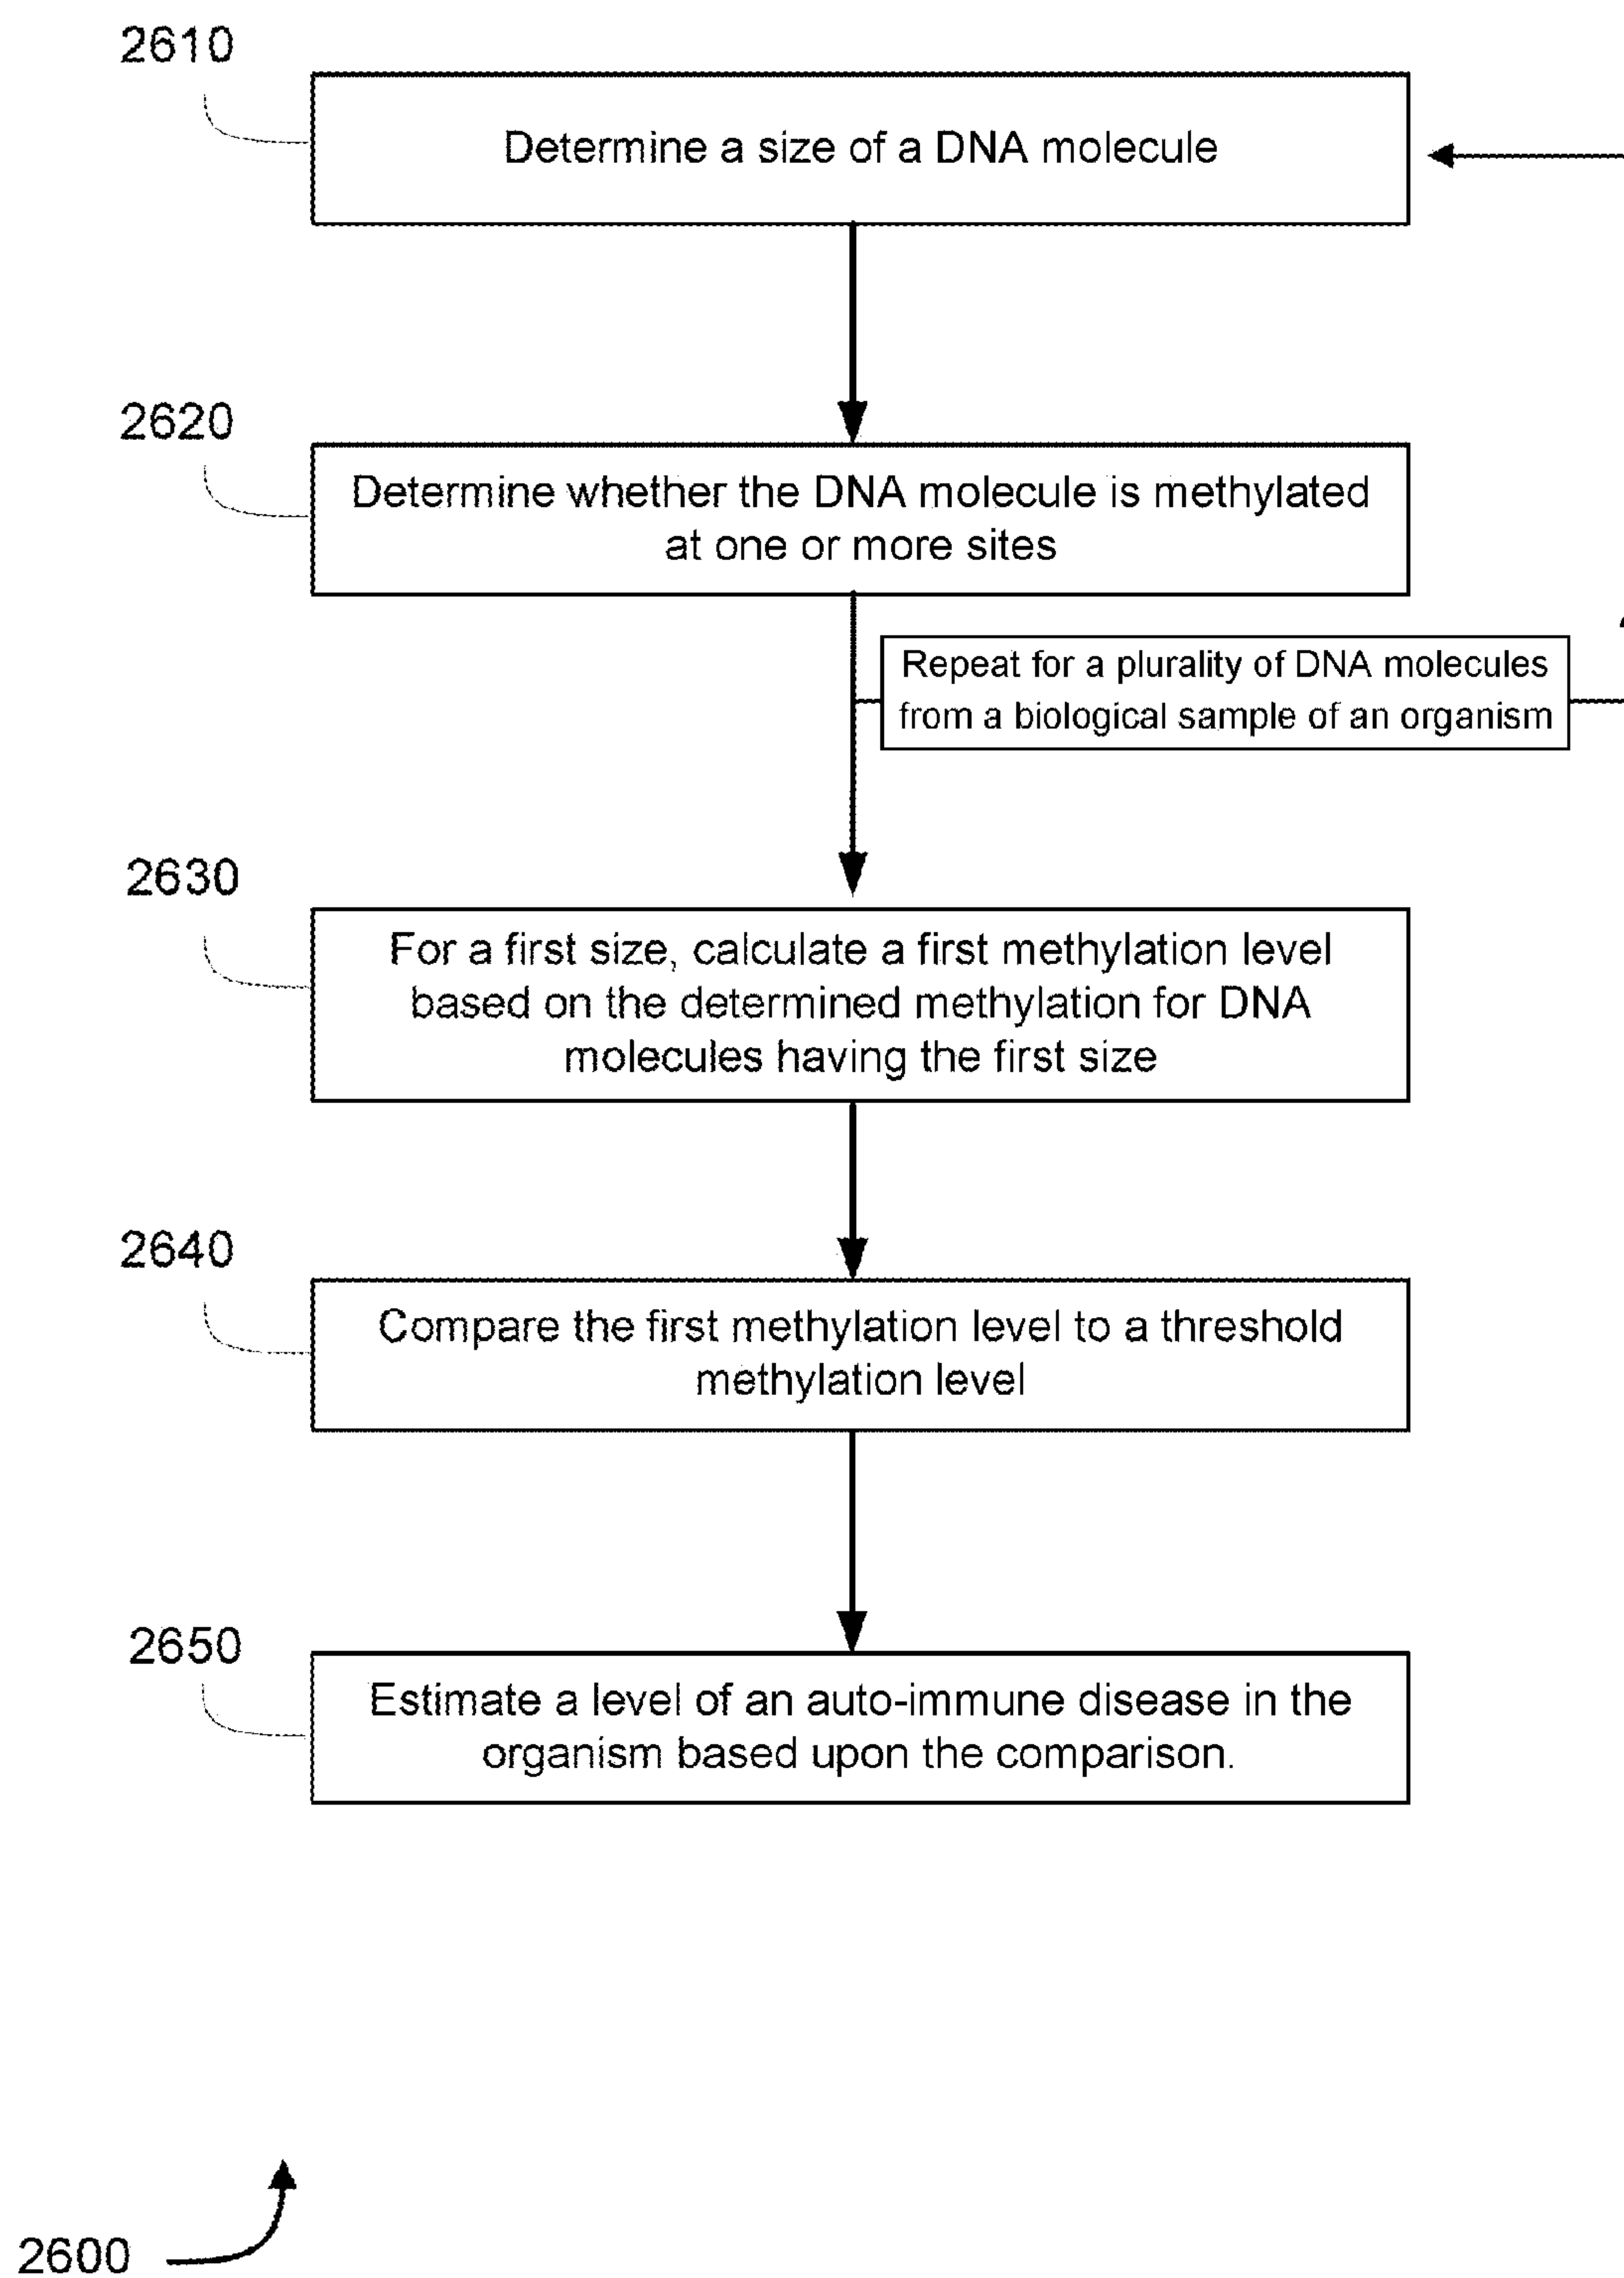 2610
Determine a size of a DNA molecule
2620
Determine whether the DNA molecule is methylated
at one or more sites
Repeat for a plurality of DNA molecules
from a biological sample of an organism
2630
For a first size, calculate a first methylation level
based on the determined methylation for DNA
molecules having the first size
2640
Compare the first methylation level to a threshold
methylation level
2650
Estimate a level of an auto-immune disease in the
organism based upon the comparison.
2600